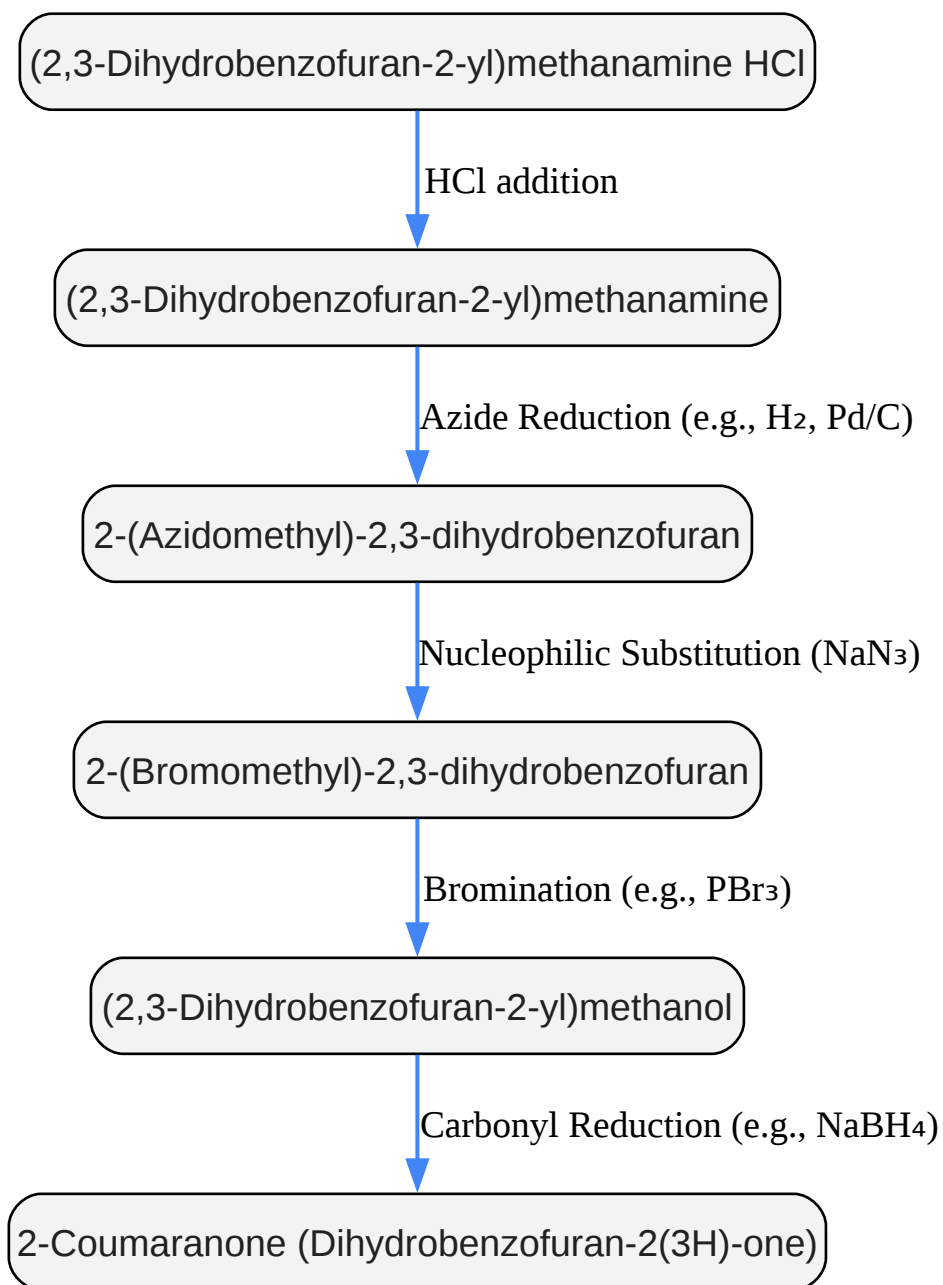 (2,3-Dihydrobenzofuran-2-yl)methanamine HCl
HCl addition
(2,3-Dihydrobenzofuran-2-yl)methanamine
Azide Reduction (e.g., H₂, Pd/C)
2-(Azidomethyl)-2,3-dihydrobenzofuran
Nucleophilic Substitution (NaN₃)
2-(Bromomethyl)-2,3-dihydrobenzofuran
Bromination (e.g., PBr₃)
(2,3-Dihydrobenzofuran-2-yl)methanol
Carbonyl Reduction (e.g., NaBH₄)
2-Coumaranone (Dihydrobenzofuran-2(3H)-one)